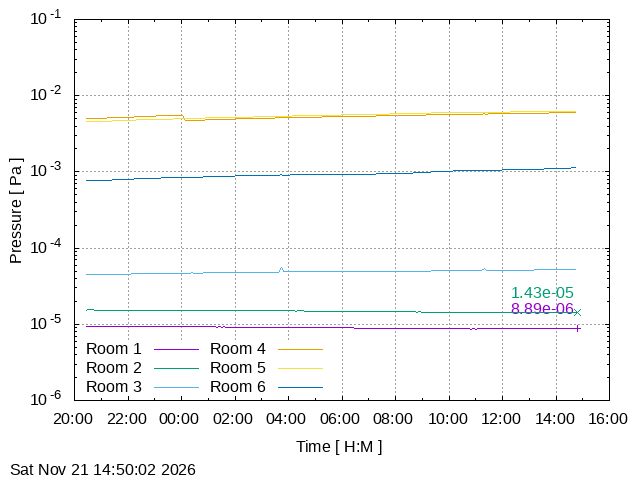 10^-1
10^-2
10^-3
10^-4
10^-5
10^-6
Pressure [ Pa ]
1.43e-05
8.89e-06
Room 1 Room 4
Room 2 Room 5
Room 3 Room 6
20:00 22:00 00:00 02:00 04:00 06:00 08:00 10:00 12:00 14:00 16:00
Time [ H:M ]
Sat Nov 21 14:50:02 2026